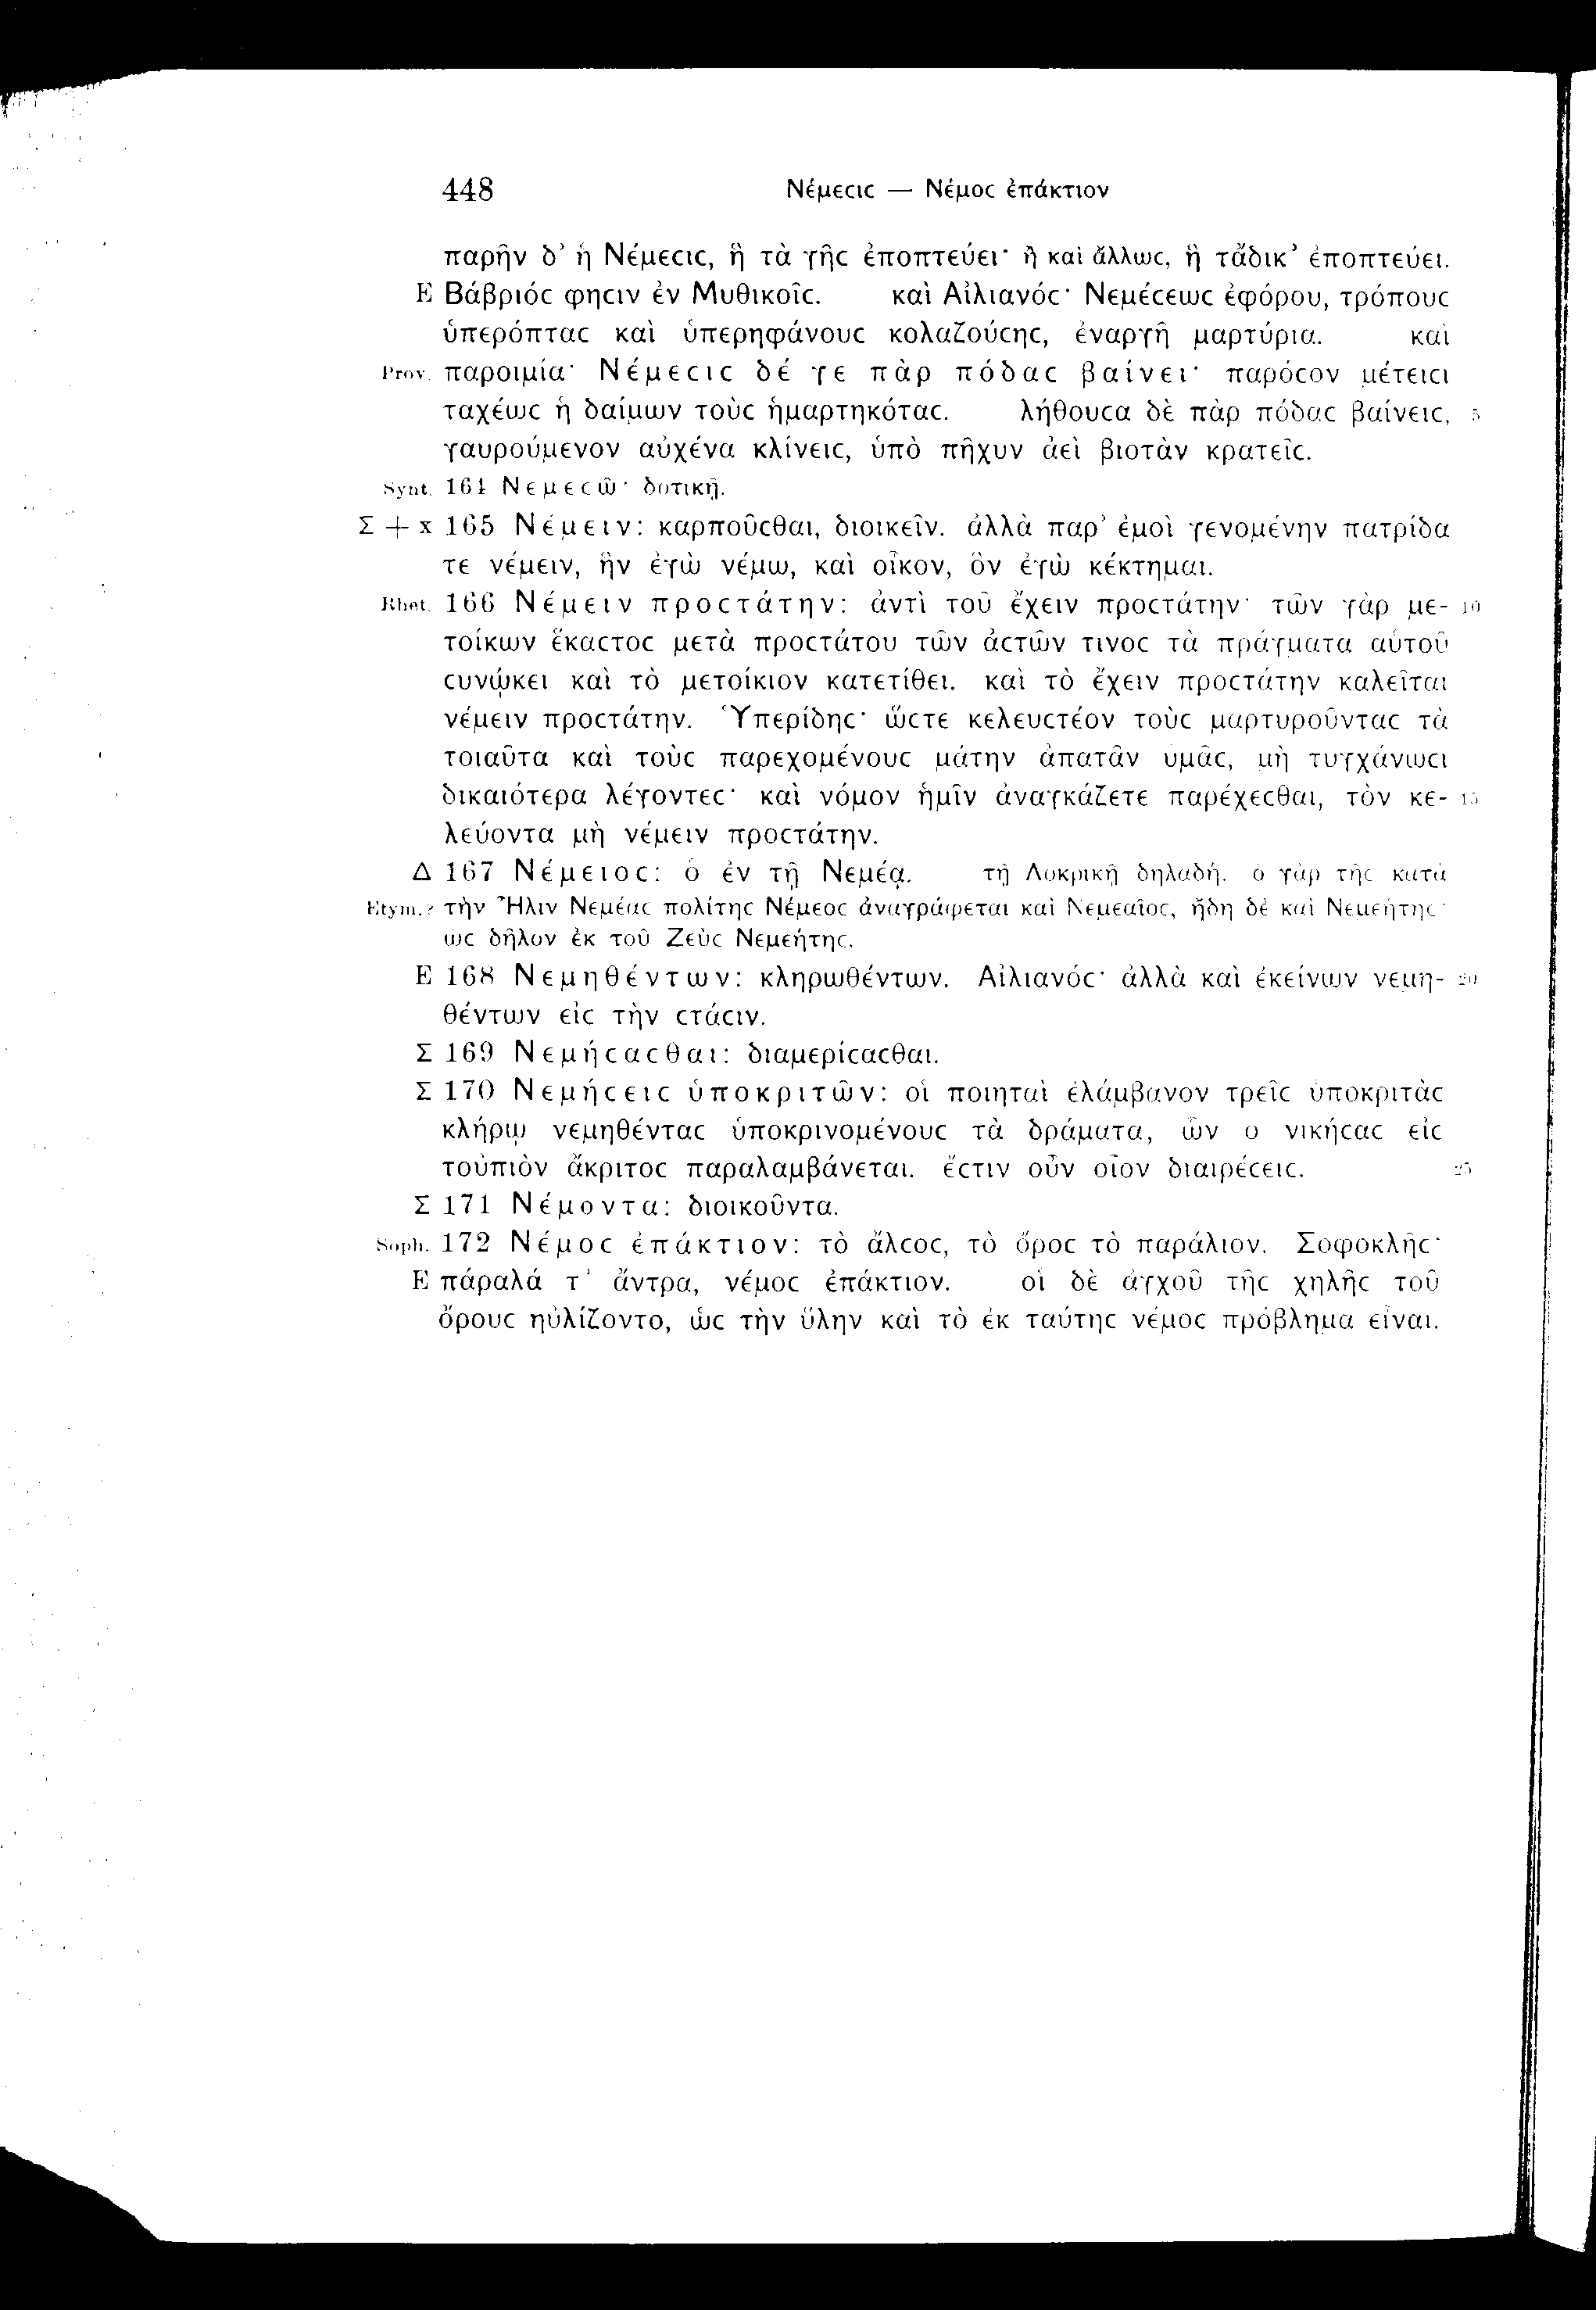 448 Νέμεσις — Νέμος ἐπάκτιον
παρῆν δ’ ἡ Νέμεσις, ἣ τὰ γῆς ἐποπτεύει· ἢ καὶ ἄλλως, ἣ τἄδικ’ ἐποπτεύει.
E Βάβριός φησιν ἐν Μυθικοῖς. καὶ Αἰλιανός· Νεμέσεως ἐφόρου, τρόπους
ὑπερόπτας καὶ ὑπερηφάνους κολαζούσης, ἐναργῆ μαρτύρια. καὶ
Prov. παροιμία· Νέμεσις δέ γε πὰρ πόδας βαίνει· παρόσον μέτεισι
ταχέως ἡ δαίμων τοὺς ἡμαρτηκότας. λήθουσα δὲ πὰρ πόδας βαίνεις, 5
γαυρούμενον αὐχένα κλίνεις, ὑπὸ πῆχυν ἀεὶ βιοτὰν κρατεῖς.
Synt. 164 Νεμεσῶ· δοτικῇ.
Σ + x 165 Νέμειν: καρποῦσθαι, διοικεῖν. ἀλλὰ παρ’ ἐμοὶ γενομένην πατρίδα
τε νέμειν, ἣν ἐγὼ νέμω, καὶ οἶκον, ὃν ἐγὼ κέκτημαι.
Rhet. 166 Νέμειν προστάτην: ἀντὶ τοῦ ἔχειν προστάτην· τῶν γὰρ με- 10
τοίκων ἕκαστος μετὰ προστάτου τῶν ἀστῶν τινος τὰ πράγματα αὑτοῦ
συνῴκει καὶ τὸ μετοίκιον κατετίθει. καὶ τὸ ἔχειν προστάτην καλεῖται
νέμειν προστάτην. Ὑπερίδης· ὥστε κελευστέον τοὺς μαρτυροῦντας τὰ
τοιαῦτα καὶ τοὺς παρεχομένους μάτην ἀπατᾶν ὑμᾶς, μὴ τυγχάνωσι
δικαιότερα λέγοντες· καὶ νόμον ἡμῖν ἀναγκάζετε παρέχεσθαι, τὸν κε- 15
λεύοντα μὴ νέμειν προστάτην.
Δ 167 Νέμειος: ὁ ἐν τῇ Νεμέᾳ. τῇ Λοκρικῇ δηλαδή. ὁ γὰρ τῆς κατὰ
Etym.? τὴν Ἦλιν Νεμέας πολίτης Νέμεος ἀναγράφεται καὶ Νεμεαῖος, ἤδη δὲ καὶ Νεμεήτης·
ὡς δῆλον ἐκ τοῦ Ζεὺς Νεμεήτης.
E 168 Νεμηθέντων: κληρωθέντων. Αἰλιανός· ἀλλὰ καὶ ἐκείνων νεμη- 20
θέντων εἰς τὴν στάσιν.
Σ 169 Νεμήσασθαι: διαμερίσασθαι.
Σ 170 Νεμήσεις ὑποκριτῶν: οἱ ποιηταὶ ἐλάμβανον τρεῖς ὑποκριτὰς
κλήρῳ νεμηθέντας ὑποκρινομένους τὰ δράματα, ὧν ὁ νικήσας εἰς
τοὐπιὸν ἄκριτος παραλαμβάνεται. ἔστιν οὖν οἷον διαιρέσεις. 25
Σ 171 Νέμοντα: διοικοῦντα.
Soph. 172 Νέμος ἐπάκτιον: τὸ ἄλσος, τὸ ὄρος τὸ παράλιον. Σοφοκλῆς·
E πάραλά τ’ ἄντρα, νέμος ἐπάκτιον. οἱ δὲ ἀγχοῦ τῆς χηλῆς τοῦ
ὄρους ηὐλίζοντο, ὡς τὴν ὕλην καὶ τὸ ἐκ ταύτης νέμος πρόβλημα εἶναι.